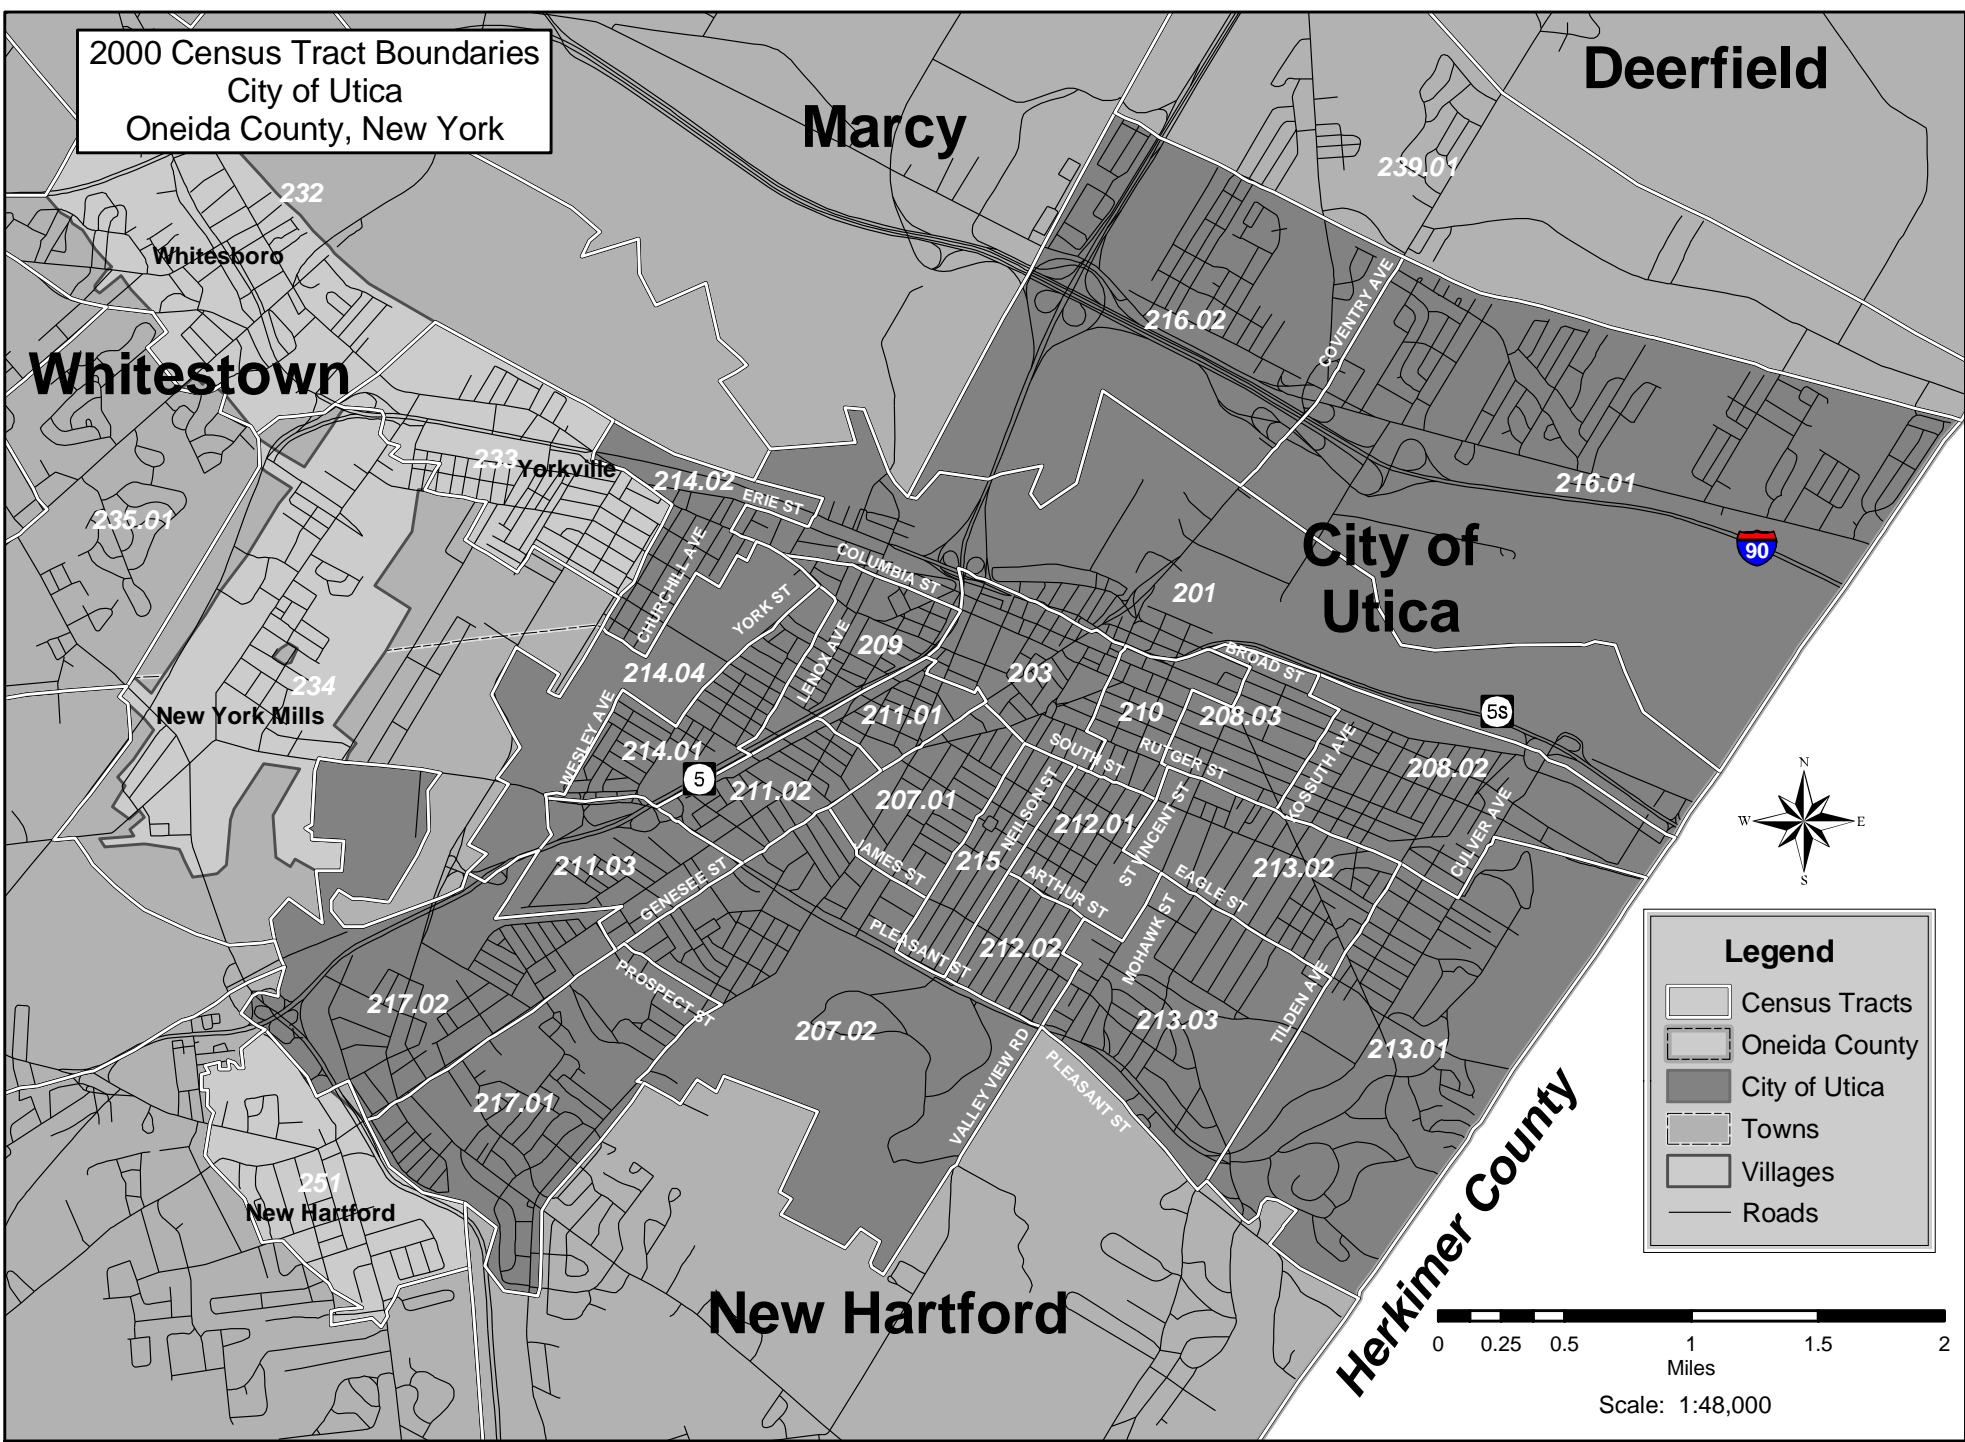 2000 Census Tract Boundaries
City of Utica
Oneida County, New York
Deerfield
Marcy
239.01
232
Whitesboro
216.02
COVENTRY AVE
Whitestown
233
Yorkville
214.02
ERIE ST
216.01
235.01
City of
Utica
90
COLUMBIA ST
CHURCHILL AVE
YORK ST
201
LENOX AVE
209
BROAD ST
214.04
203
234
New York Mills
WESLEY AVE
211.01
210
208.03
5S
214.01
SOUTH ST
RUTGER ST
KOSSUTH AVE
208.02
5
211.02
207.01
NEILSON ST
212.01
ST VINCENT ST
CULVER AVE
N
W
E
S
211.03
JAMES ST
215
213.02
GENESEE ST
ARTHUR ST
EAGLE ST
MOHAWK ST
PLEASANT ST
212.02
PROSPECT ST
217.02
207.02
213.03
TILDEN AVE
213.01
VALLEY VIEW RD
PLEASANT ST
217.01
251
New Hartford
New Hartford
Herkimer County
Legend
Census Tracts
Oneida County
City of Utica
Towns
Villages
Roads
0 0.25 0.5 1 1.5 2
Miles
Scale: 1:48,000